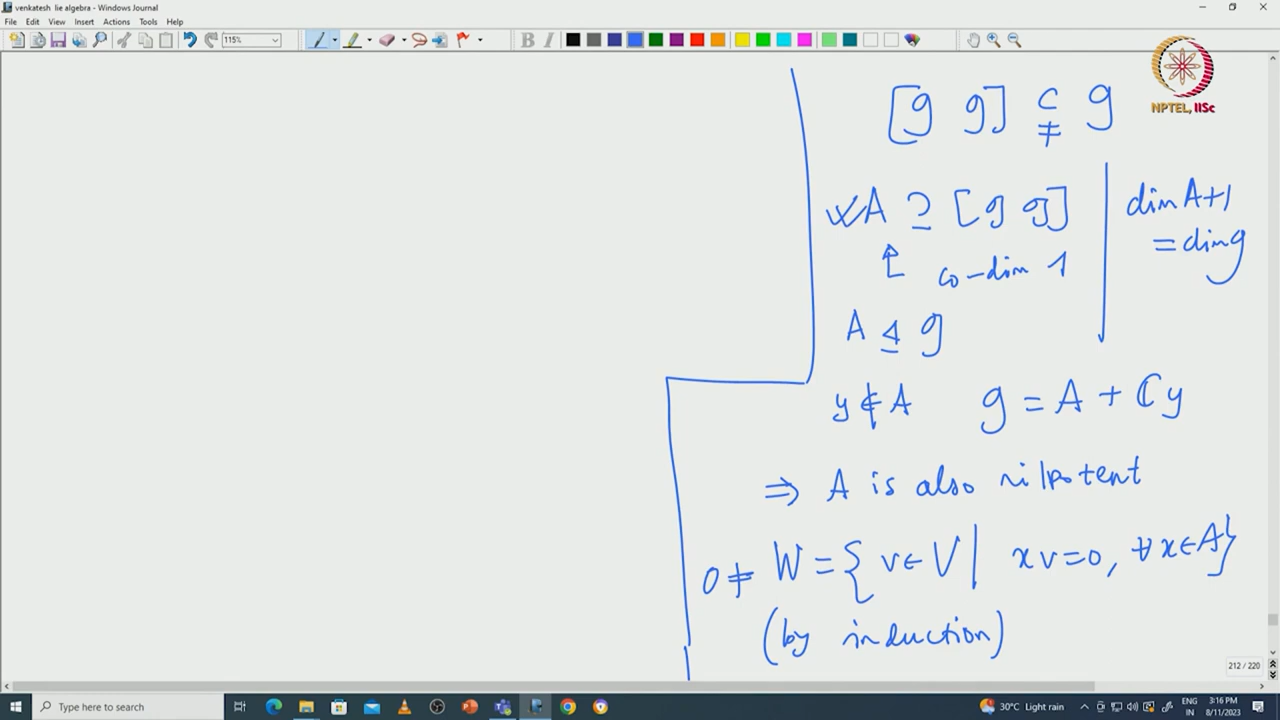 venkatesh lie algebra - Windows Journal
File Edit View Insert Actions Tools Help
115%
NPTEL, IISc
[g g] ⊊ g
A ⊇ [g g]
co-dim 1
dim A+1
= dim g
A ⊴ g
y ∉ A g = A + ℂy
⇒ A is also nilpotent
0 ≠ W = { v ∈ V | xv=0, ∀ x ∈ A }
(by induction)
212 / 220
Type here to search
30°C Light rain
ENG
IN
3:16 PM
8/11/2023